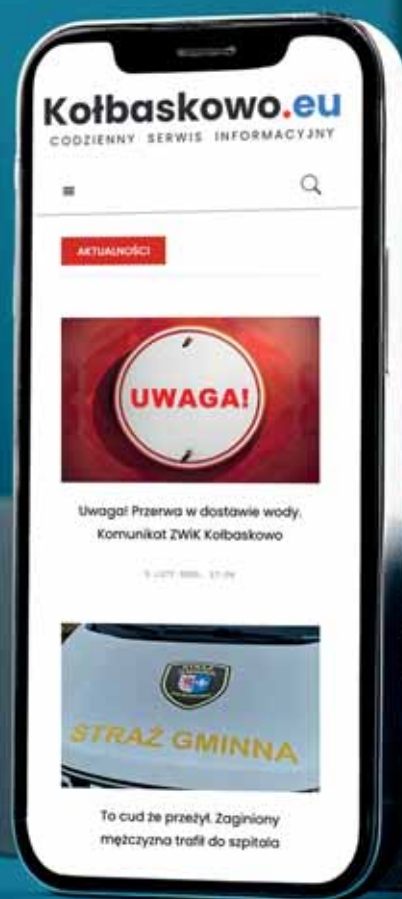 Kołbaskowo.eu
CODZIENNY SERWIS INFORMACYJNY
AKTUALNOŚCI
UWAGA!
Uwaga! Przerwa w dostawie wody.
Komunikat ZWiK Kołbaskowo
STRAŻ GMINNA
To cud że przeżył. Zaginiony
mężczyzna trafił do szpitala